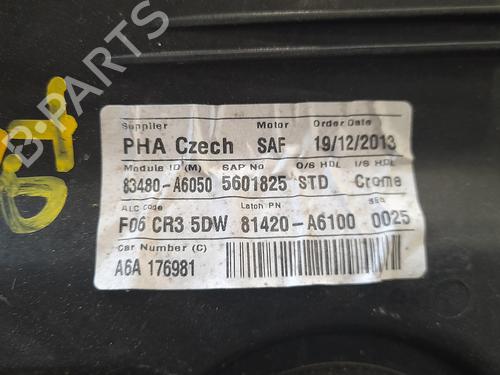 Supplier Motor Order Date
PHA Czech SAF 19/12/2013
Module ID (M) SAP No O/S HDL I/S HDL
83480-A6050 5601825 STD Crome
ALC Code Latch PN SEQ
F06 CR3 5DW 81420-A6100 0025
Car Number (C)
A6A 176981
B-PARTS